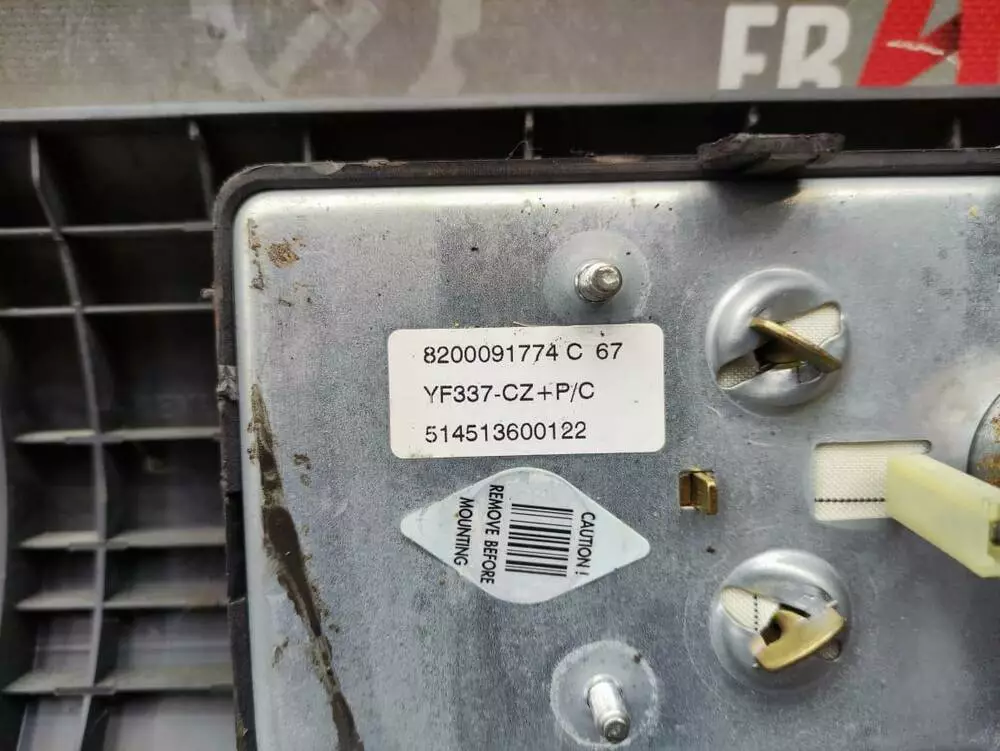 FR
8200091774 C 67
YF337-CZ+P/C
514513600122
CAUTION !
REMOVE BEFORE
MOUNTING